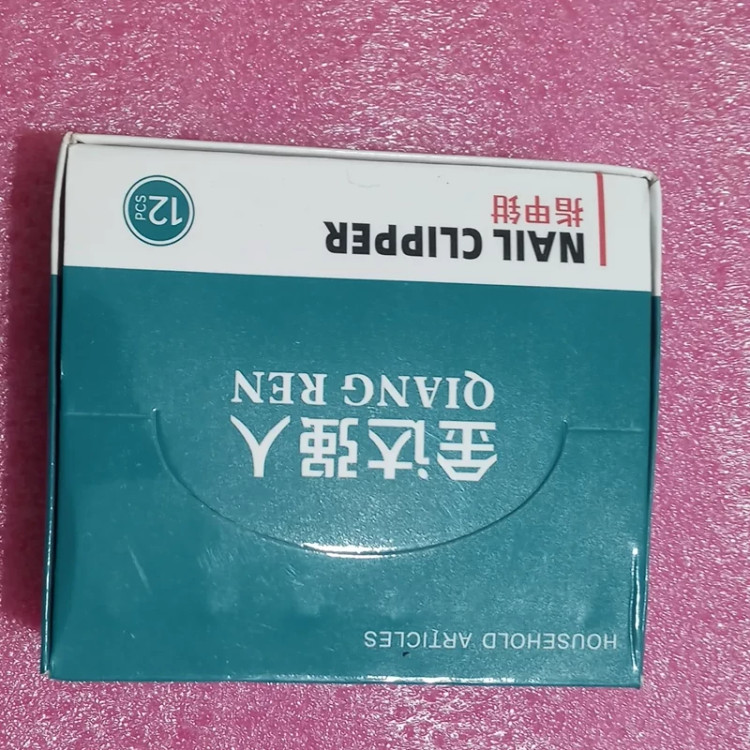 HOUSEHOLD ARTICLES
金达强人
QIANG REN
NAIL CLIPPER
指甲钳
12
PCS